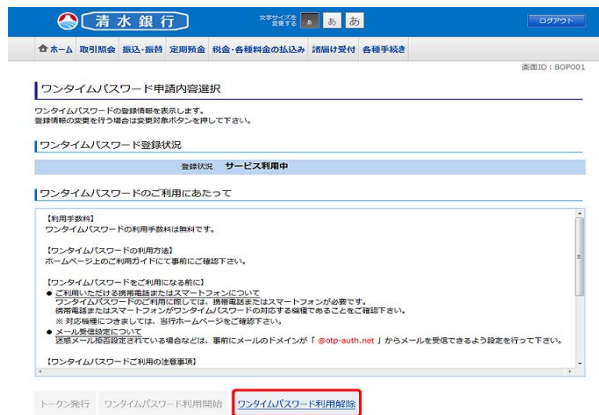 清水銀行
文字サイズを
変更する
あ あ あ
ログアウト
ホーム 取引照会 振込・振替 定期預金 税金・各種料金の払込み 諸届け受付 各種手続き
画面ID：BOP001
ワンタイムパスワード申請内容選択
ワンタイムパスワードの登録情報を表示します。
登録情報の変更を行う場合は変更対象ボタンを押して下さい。
ワンタイムパスワード登録状況
登録状況 サービス利用中
ワンタイムパスワードのご利用にあたって
【利用手数料】
ワンタイムパスワードの利用手数料は無料です。
【ワンタイムパスワードの利用方法】
ホームページ上のご利用ガイドにて事前にご確認下さい。
【ワンタイムパスワードをご利用になる前に】
● ご利用いただける携帯電話またはスマートフォンについて
ワンタイムパスワードのご利用に際しては、携帯電話またはスマートフォンが必要です。
携帯電話またはスマートフォンがワンタイムパスワードの対応する機種であることをご確認下さい。
※ 対応機種につきましては、当行ホームページをご確認下さい。
● メール受信設定について
迷惑メール拒否設定されている場合などは、事前にメールのドメインが「 @otp-auth.net 」からメールを受信できるよう設定を行って下さい。
【ワンタイムパスワードご利用の注意事項】
トークン発行 ワンタイムパスワード利用開始 ワンタイムパスワード利用解除